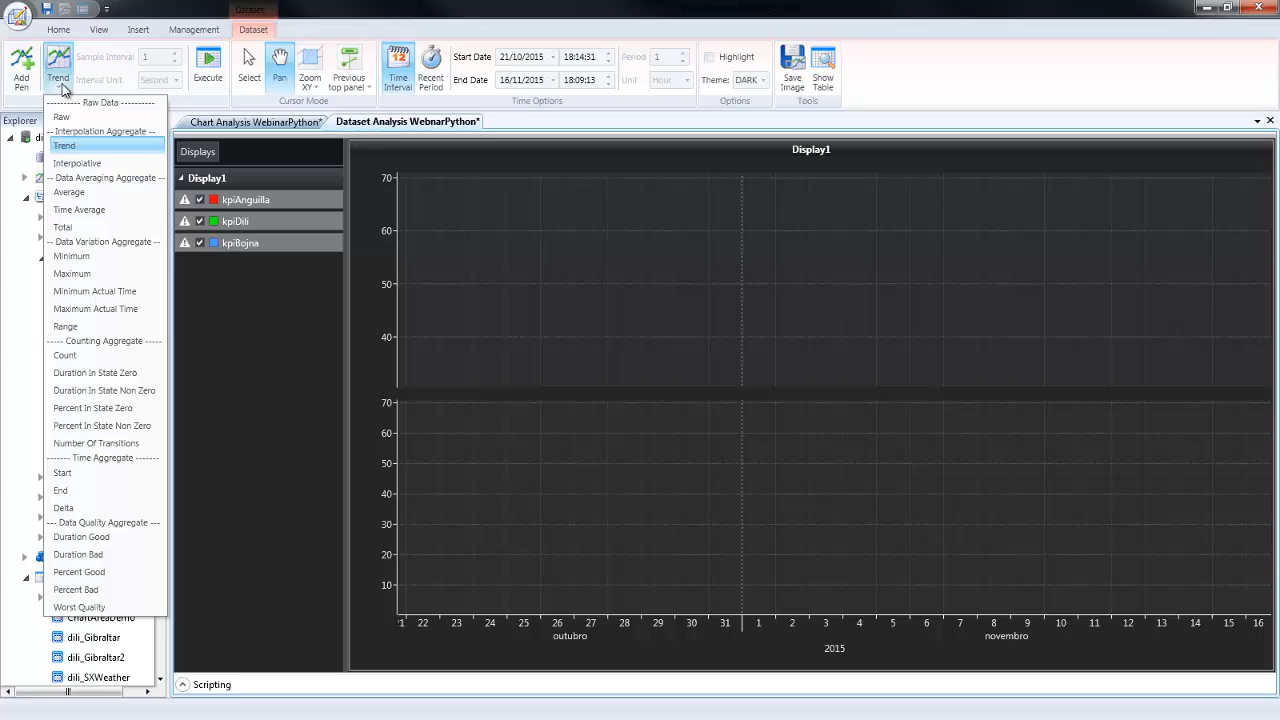 Dataset
Home View Insert Management Dataset
Add Pen
Trend
Sample Interval 1
Interval Unit Second
Execute
Select
Pan
Zoom XY
Previous top panel
Cursor Mode
12
Time Interval
Recent Period
Start Date 21/10/2015 18:14:31
End Date 16/11/2015 18:09:13
Period 1
Unit Hour
Time Options
Highlight
Theme: DARK
Options
Save Image
Show Table
Tools
Explorer
Chart Analysis WebinarPython*
Dataset Analysis WebnarPython*
---------- Raw Data -----------
Raw
-- Interpolation Aggregate --
Trend
Interpolative
-- Data Averaging Aggregate --
Average
Time Average
Total
-- Data Variation Aggregate --
Minimum
Maximum
Minimum Actual Time
Maximum Actual Time
Range
----- Counting Aggregate -----
Count
Duration In State Zero
Duration In State Non Zero
Percent In State Zero
Percent In State Non Zero
Number Of Transitions
------- Time Aggregate -------
Start
End
Delta
--- Data Quality Aggregate ---
Duration Good
Duration Bad
Percent Good
Percent Bad
Worst Quality
ChartAreaDemo
dili_Gibraltar
dili_Gibraltar2
dili_SXWeather
Displays
Display1
kpiAnguilla
kpiDili
kpiBojna
Display1
70
60
50
40
70
60
50
40
30
20
10
22 23 24 25 26 27 28 29 30 31 1 2 3 4 5 6 7 8 9 10 11 12 13 14 15 16
outubro novembro
2015
Scripting